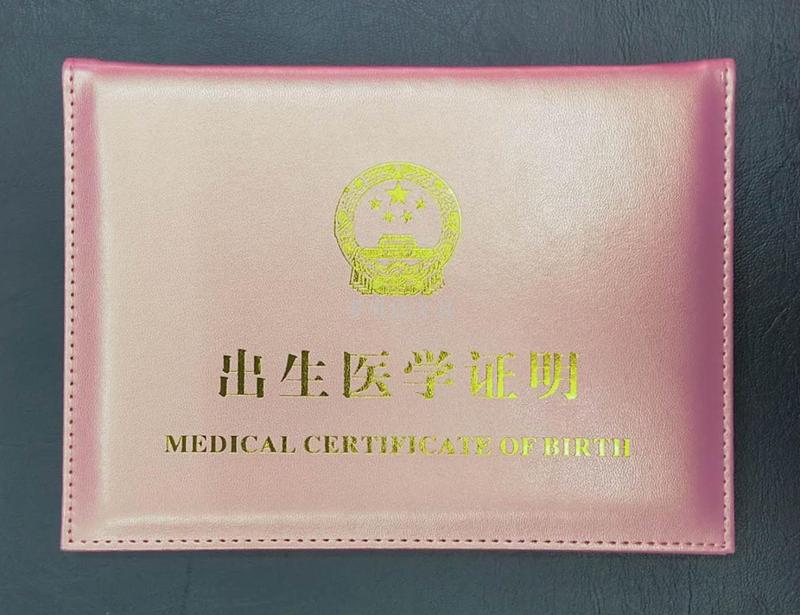 出生医学证明
MEDICAL CERTIFICATE OF BIRTH